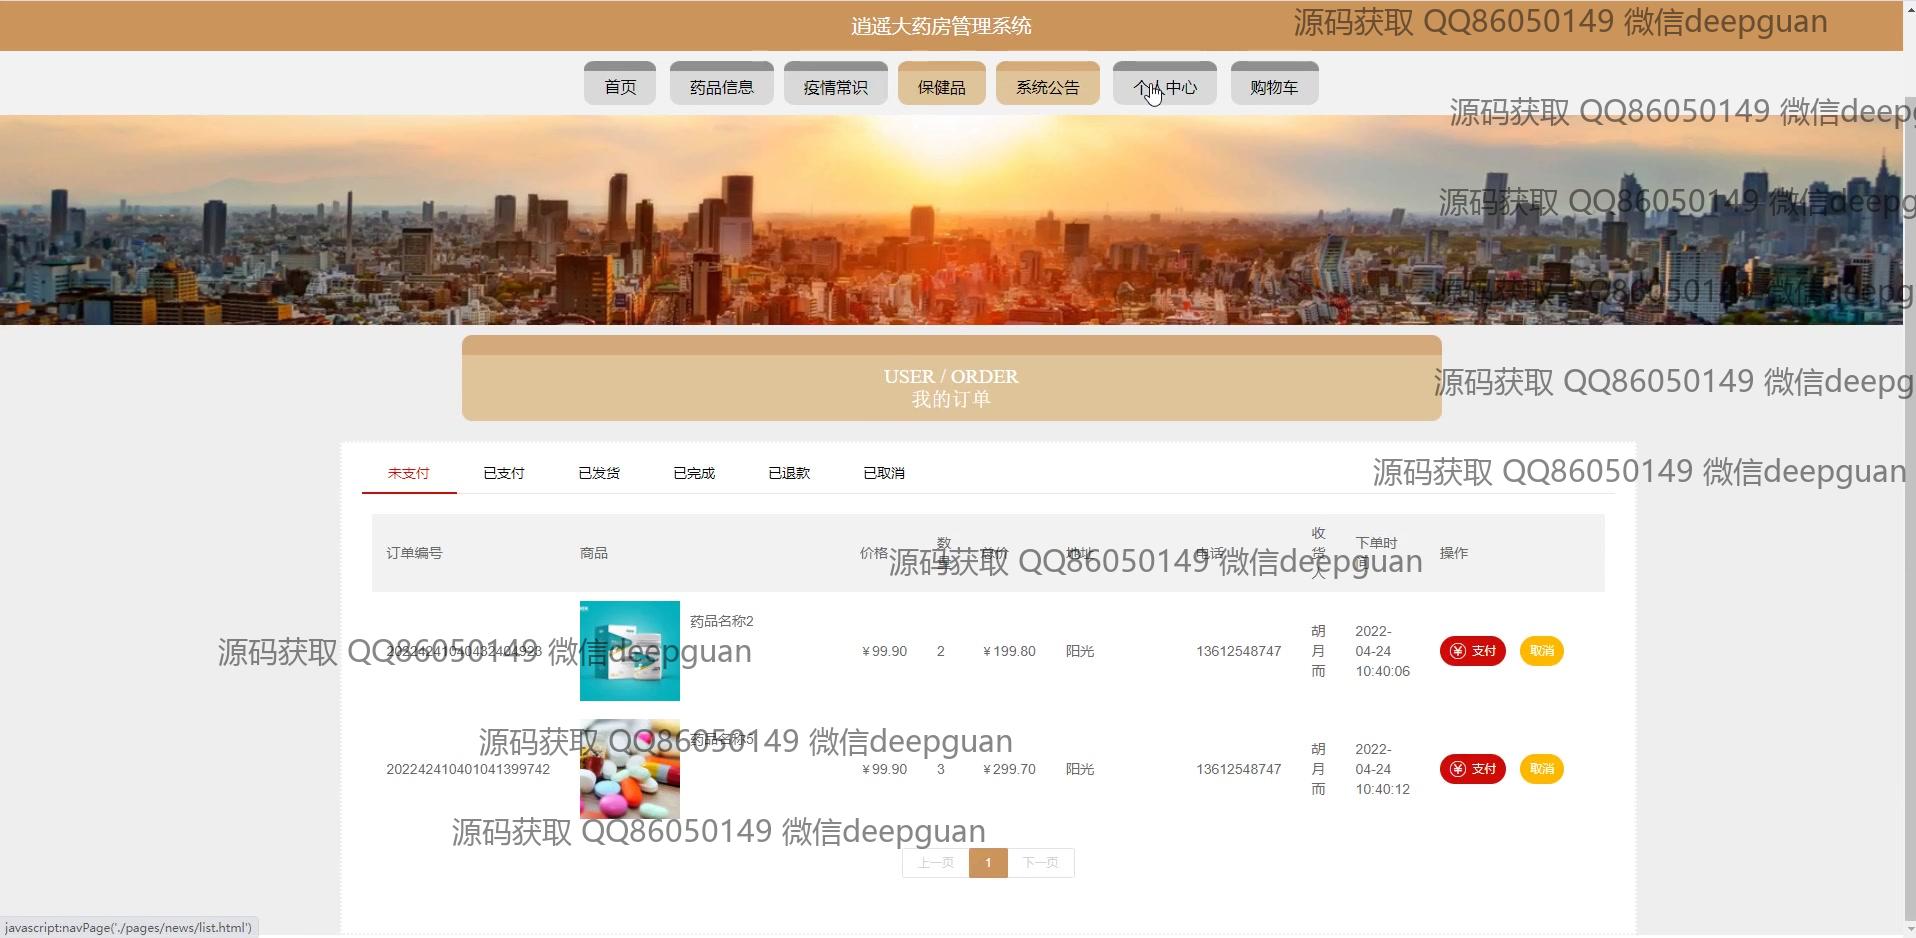 逍遥大药房管理系统
源码获取 QQ86050149 微信deepguan
首页 药品信息 疫情常识 保健品 系统公告 个人中心 购物车
源码获取 QQ86050149 微信deepg
源码获取 QQ86050149 微信deepg
源码获取 QQ86050149 微信deepg
USER / ORDER
源码获取 QQ86050149 微信deepg
我的订单
未支付 已支付 已发货 已完成 已退款 已取消
源码获取 QQ86050149 微信deepguan
订单编号 商品 价格 数量 总价 地址 电话 收货人 下单时间 操作
源码获取 QQ86050149 微信deepguan
药品名称2
20224241040432404923 ¥99.90 2 ¥199.80 阳光 13612548747 胡月而 2022-04-24 10:40:06 支付 取消
源码获取 QQ86050149 微信deepguan
药品名称5
源码获取 QQ86050149 微信deepguan
202242410401041399742 ¥99.90 3 ¥299.70 阳光 13612548747 胡月而 2022-04-24 10:40:12 支付 取消
源码获取 QQ86050149 微信deepguan
上一页 1 下一页
javascript:navPage('./pages/news/list.html')